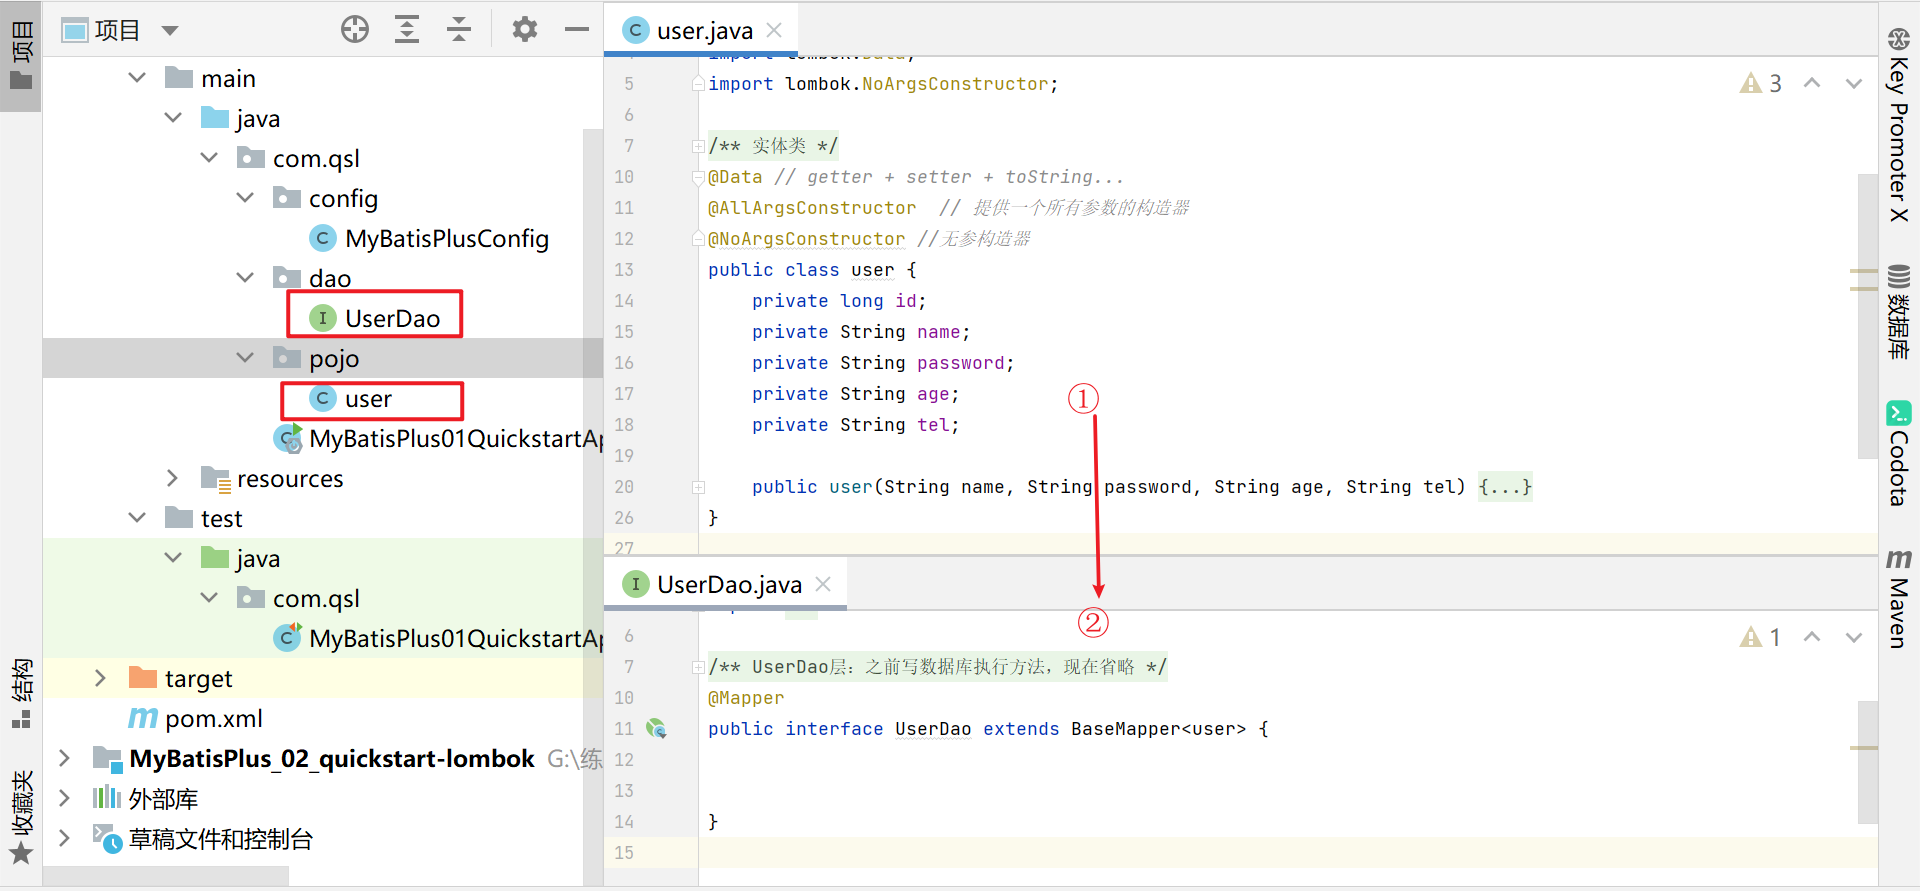 项目
项目
main
java
com.qsl
config
MyBatisPlusConfig
dao
UserDao
pojo
user
MyBatisPlus01QuickstartAp
resources
test
java
com.qsl
MyBatisPlus01QuickstartAp
target
pom.xml
MyBatisPlus_02_quickstart-lombok G:\练
外部库
草稿文件和控制台
结构
收藏夹
user.java
import lombok.Data;
5 import lombok.NoArgsConstructor;
3
6
7 /** 实体类 */
10 @Data // getter + setter + toString...
11 @AllArgsConstructor // 提供一个所有参数的构造器
12 @NoArgsConstructor //无参构造器
13 public class user {
14 private long id;
15 private String name;
16 private String password;
17 private String age;
18 private String tel;
19
20 public user(String name, String password, String age, String tel) {...}
26 }
27
①
②
UserDao.java
6
1
7 /** UserDao层：之前写数据库执行方法，现在省略 */
10 @Mapper
11 public interface UserDao extends BaseMapper<user> {
12
13
14 }
15
Key Promoter X
数据库
Codota
Maven